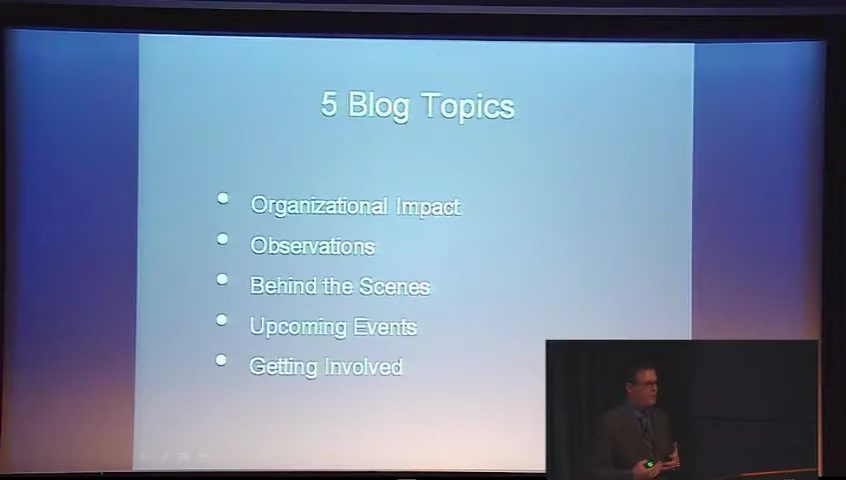 5 Blog Topics
Organizational Impact
Observations
Behind the Scenes
Upcoming Events
Getting Involved